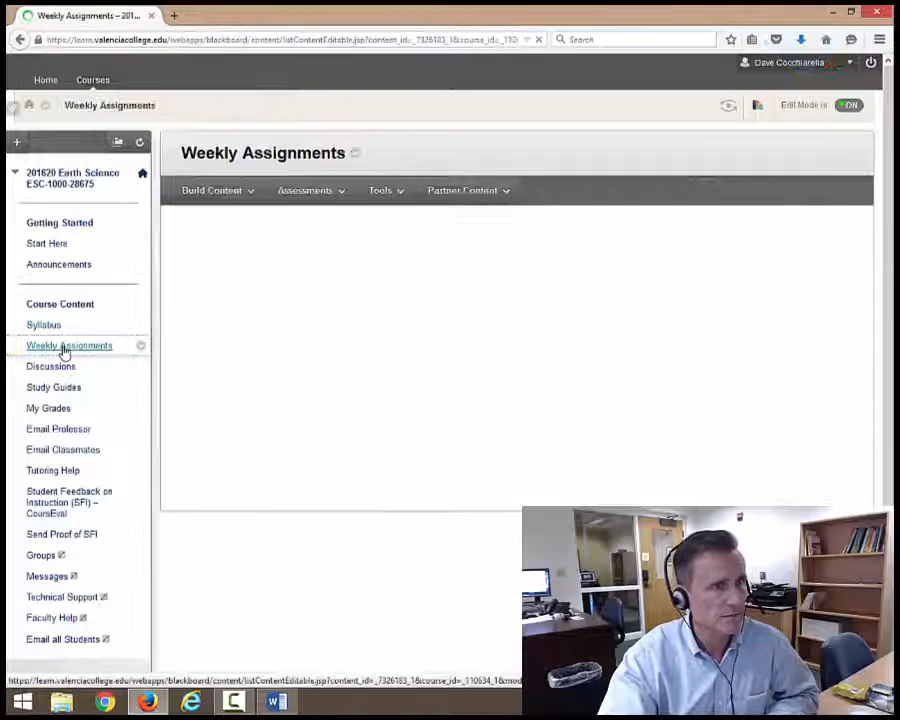 Weekly Assignments – 201...
https://learn.valenciacollege.edu/webapps/blackboard/content/listContentEditable.jsp?content_id=_7326183_1&course_id=_110
Search
Dave Cocchiarella
Home
Courses
Weekly Assignments
Edit Mode is
ON
Weekly Assignments
Build Content
Assessments
Tools
Partner Content
201620 Earth Science
ESC-1000-28675
Getting Started
Start Here
Announcements
Course Content
Syllabus
Weekly Assignments
Discussions
Study Guides
My Grades
Email Professor
Email Classmates
Tutoring Help
Student Feedback on
Instruction (SFI) –
CoursEval
Send Proof of SFI
Groups
Messages
Technical Support
Faculty Help
Email all Students
https://learn.valenciacollege.edu/webapps/blackboard/content/listContentEditable.jsp?content_id=_7326183_1&course_id=_110634_1&mod